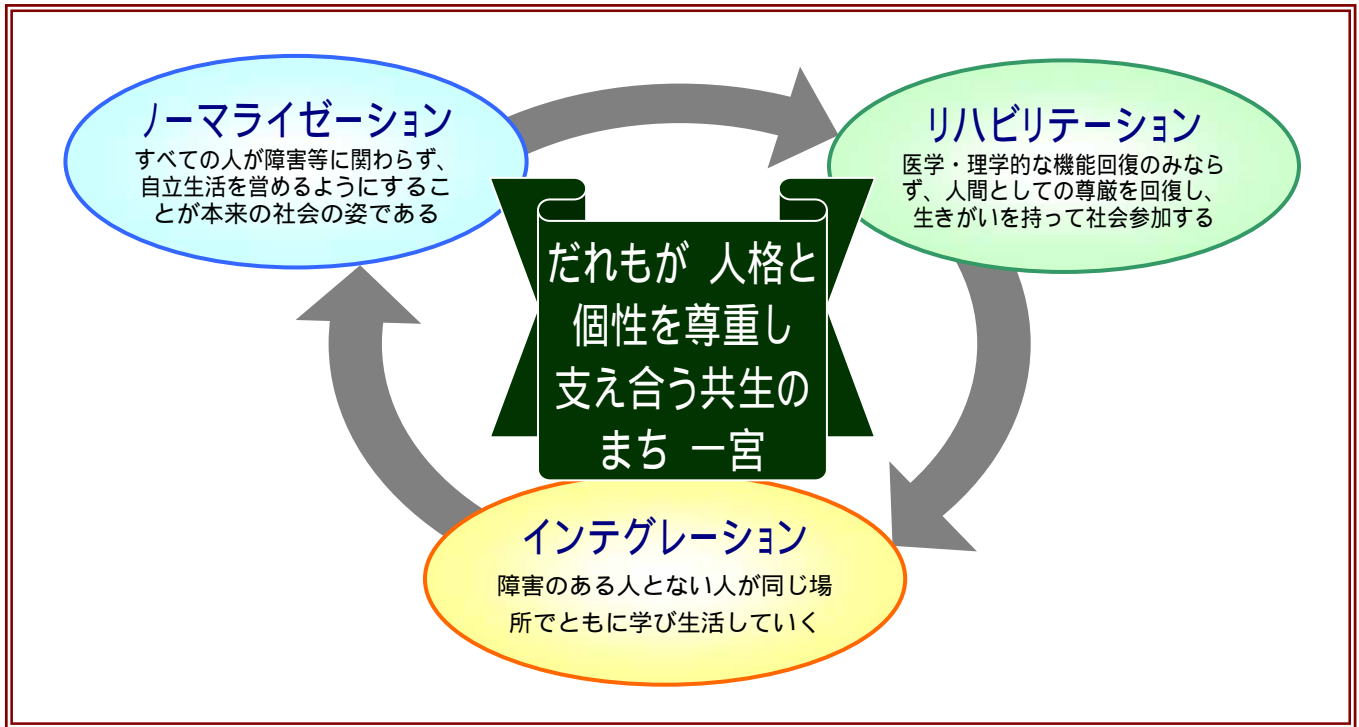 ノーマライゼーション
すべての人が障害等に関わらず、
自立生活を営めるようにするこ
とが本来の社会の姿である
リハビリテーション
医学・理学的な機能回復のみなら
ず、人間としての尊厳を回復し、
生きがいを持って社会参加する
だれもが 人格と
個性を尊重し
支え合う共生の
まち 一宮
インテグレーション
障害のある人とない人が同じ場
所でともに学び生活していく